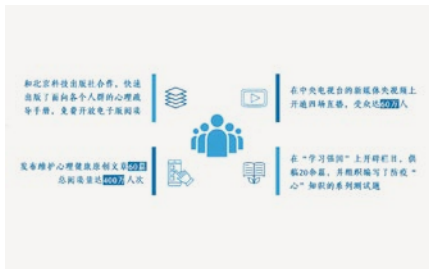 和北京科技出版社合作，快速
出版了面向各个人群的心理疏
导手册，免费开放电子版阅读
在中央电视台的新媒体央视频上
开通四场直播，受众达60万人
发布维护心理健康原创文章60篇
总阅读量达400万人次
在“学习强国”上开辟栏目，供
稿20余篇，并组织编写了防疫“
心”知识的系列测试题